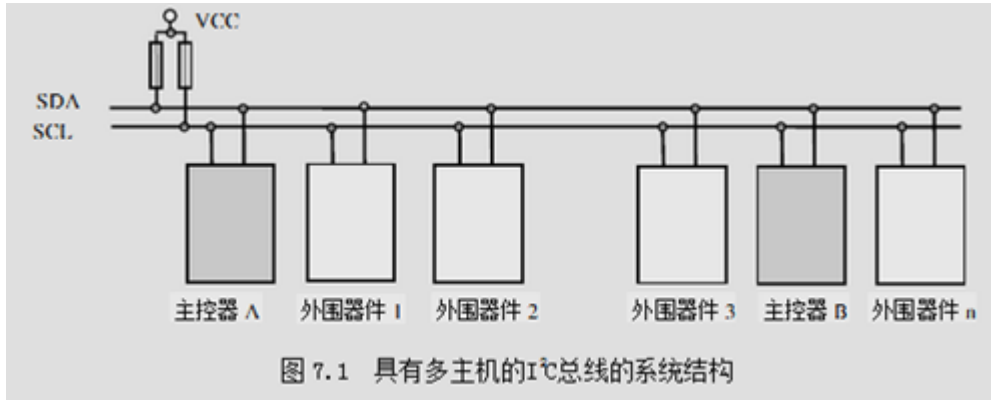 VCC
SDA
SCL
主控器 A 外围器件 1 外围器件 2 外围器件 3 主控器 B 外围器件 n
图 7.1 具有多主机的I²C总线的系统结构